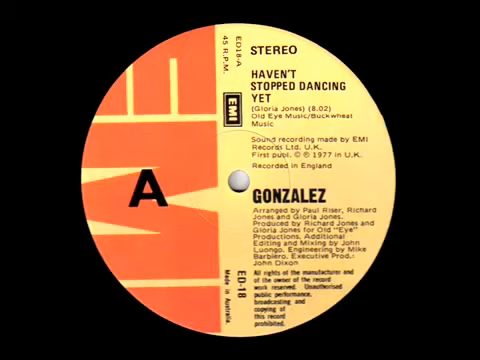 EMI
A
ED18-A
45 R.P.M.
STEREO
EMI
HAVEN'T
STOPPED DANCING
YET
(Gloria Jones) (8.02)
Old Eye Music/Buckwheat
Music
Sound recording made by EMI
Records Ltd. U.K.
First publ. © ℗ 1977 in U.K.
Recorded in England
GONZALEZ
Arranged by Paul Riser, Richard
Jones and Gloria Jones.
Produced by Richard Jones and
Gloria Jones for Old "Eye"
Productions. Additional
Editing and Mixing by John
Luongo. Engineering by Mike
Barbiero. Executive Prod.:
John Dixon
ED-18
Made in Australia.
All rights of the manufacturer and
of the owner of the record
work reserved. Unauthorised
public performance,
broadcasting and
copying of
this record
prohibited.